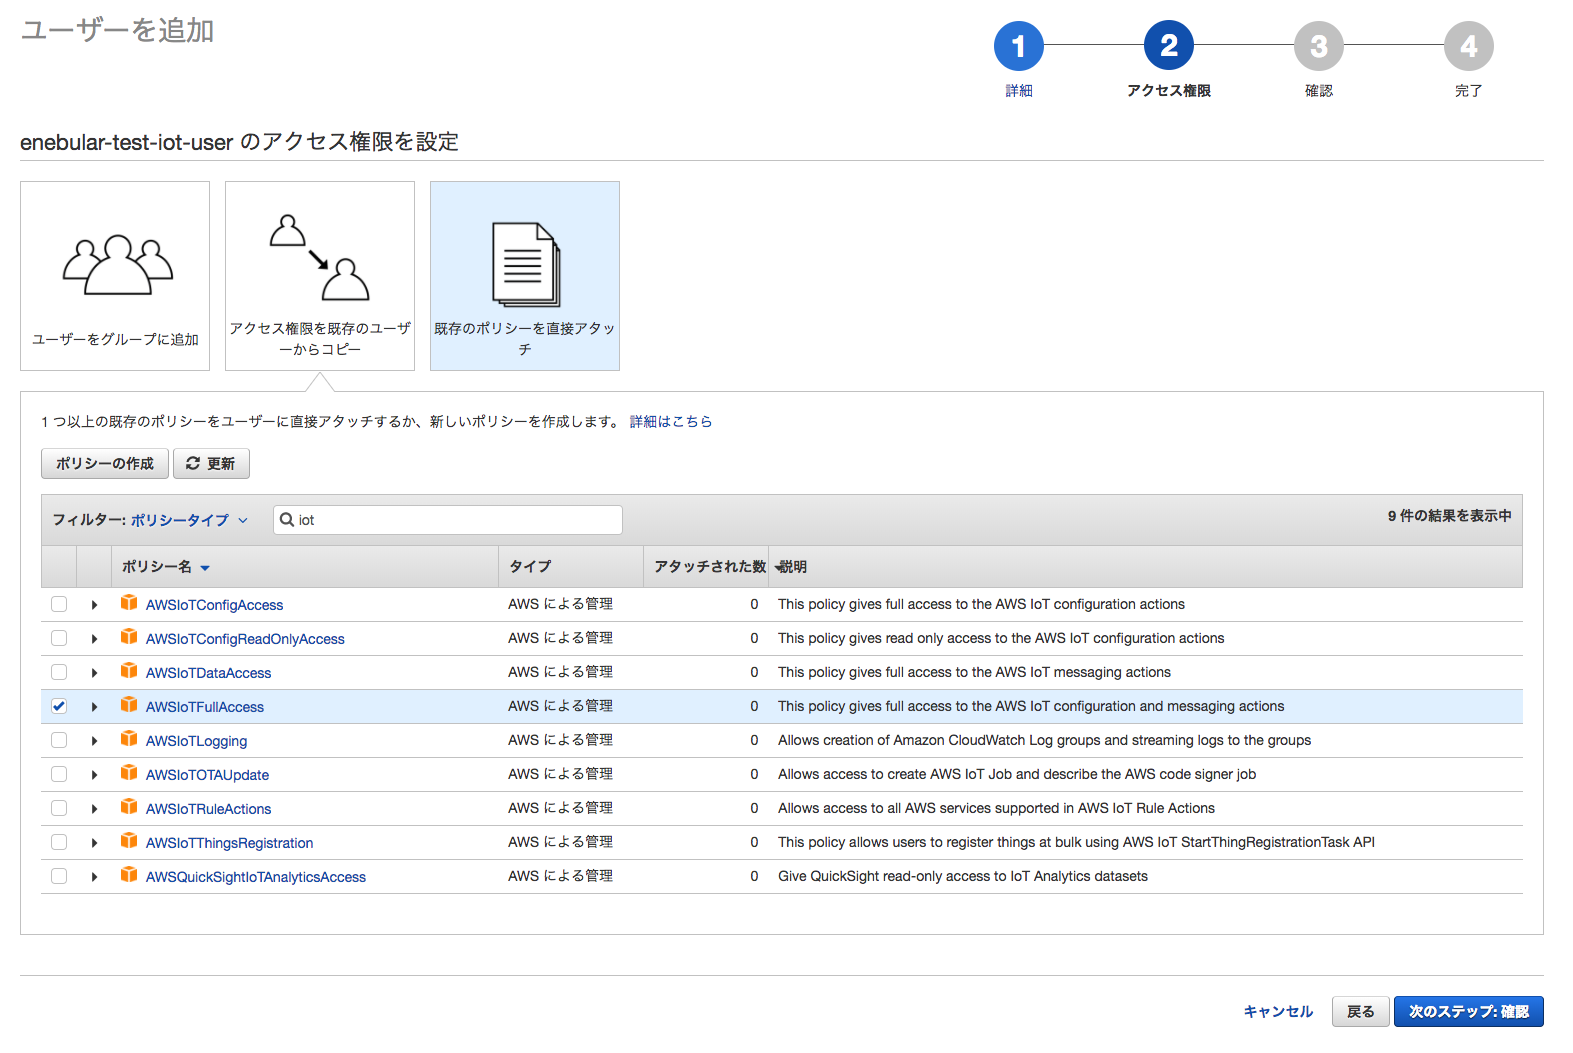 ユーザーを追加
1
2
3
4
詳細
アクセス権限
確認
完了
enebular-test-iot-user のアクセス権限を設定
ユーザーをグループに追加
アクセス権限を既存のユーザ
ーからコピー
既存のポリシーを直接アタッ
チ
1 つ以上の既存のポリシーをユーザーに直接アタッチするか、新しいポリシーを作成します。 詳細はこちら
ポリシーの作成
更新
フィルター: ポリシータイプ
iot
9 件の結果を表示中
ポリシー名 タイプ アタッチされた数 説明
AWSIoTConfigAccess AWS による管理 0 This policy gives full access to the AWS IoT configuration actions
AWSIoTConfigReadOnlyAccess AWS による管理 0 This policy gives read only access to the AWS IoT configuration actions
AWSIoTDataAccess AWS による管理 0 This policy gives full access to the AWS IoT messaging actions
AWSIoTFullAccess AWS による管理 0 This policy gives full access to the AWS IoT configuration and messaging actions
AWSIoTLogging AWS による管理 0 Allows creation of Amazon CloudWatch Log groups and streaming logs to the groups
AWSIoTOTAUpdate AWS による管理 0 Allows access to create AWS IoT Job and describe the AWS code signer job
AWSIoTRuleActions AWS による管理 0 Allows access to all AWS services supported in AWS IoT Rule Actions
AWSIoTThingsRegistration AWS による管理 0 This policy allows users to register things at bulk using AWS IoT StartThingRegistrationTask API
AWSQuickSightIoTAnalyticsAccess AWS による管理 0 Give QuickSight read-only access to IoT Analytics datasets
キャンセル
戻る
次のステップ: 確認